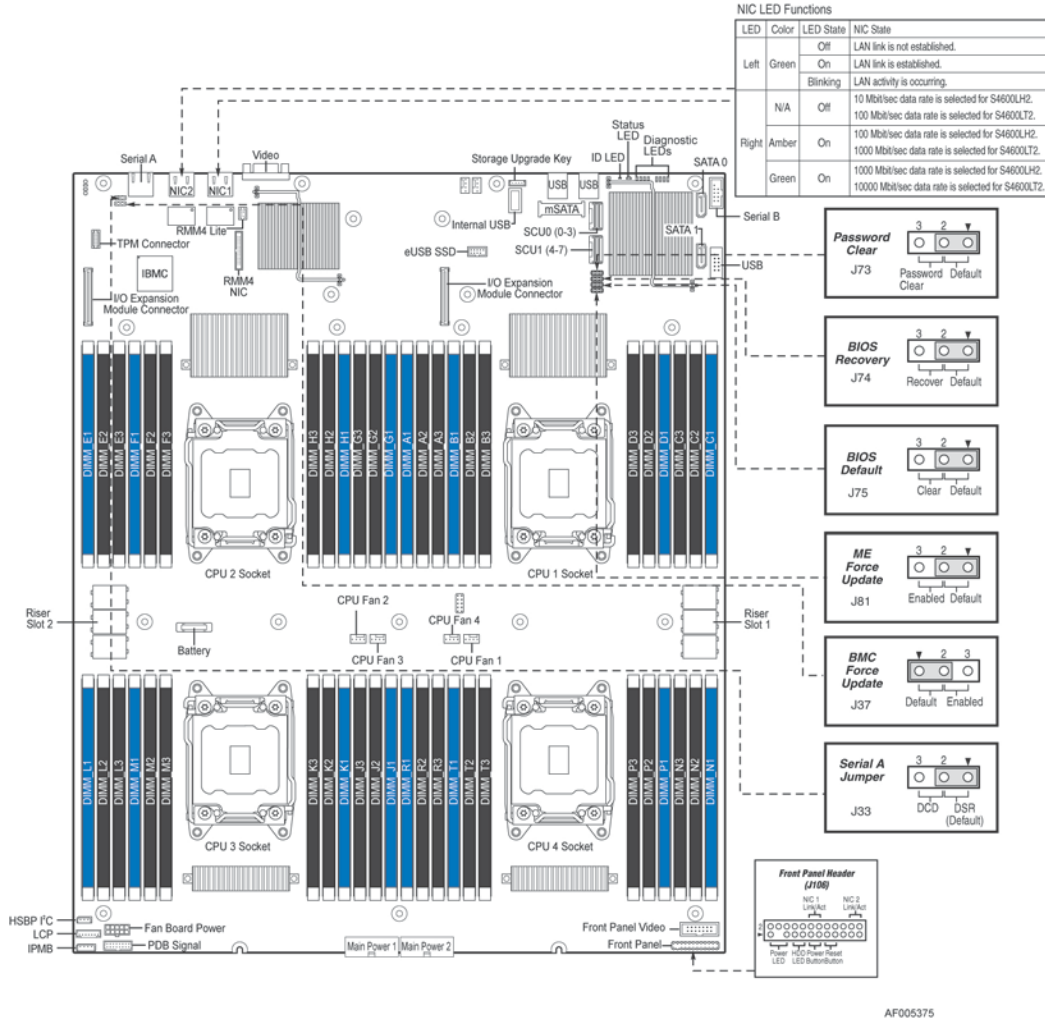 NIC LED Functions
LED Color LED State NIC State
Left Green Off LAN link is not established.
On LAN link is established.
Blinking LAN activity is occurring.
Right N/A Off 10 Mbit/sec data rate is selected for S4600LH2.
100 Mbit/sec data rate is selected for S4600LT2.
Amber On 100 Mbit/sec data rate is selected for S4600LH2.
1000 Mbit/sec data rate is selected for S4600LT2.
Green On 1000 Mbit/sec data rate is selected for S4600LH2.
10000 Mbit/sec data rate is selected for S4600LT2.
Serial A
NIC2
NIC1
Video
Storage Upgrade Key
USB
USB
ID LED
Status
LED
Diagnostic
LEDs
SATA 0
Serial B
RMM4 Lite
TPM Connector
IBMC
RMM4
NIC
I/O Expansion
Module Connector
Internal USB
mSATA
SCU0 (0-3)
SCU1 (4-7)
SATA 1
eUSB SSD
USB
I/O Expansion
Module Connector
DIMM_E1
DIMM_E2
DIMM_E3
DIMM_F1
DIMM_F2
DIMM_F3
CPU 2 Socket
DIMM_H3
DIMM_H2
DIMM_H1
DIMM_G3
DIMM_G2
DIMM_G1
DIMM_A1
DIMM_A2
DIMM_A3
DIMM_B1
DIMM_B2
DIMM_B3
CPU 1 Socket
DIMM_D3
DIMM_D2
DIMM_D1
DIMM_C3
DIMM_C2
DIMM_C1
Riser
Slot 2
Battery
CPU Fan 2
CPU Fan 3
CPU Fan 4
CPU Fan 1
Riser
Slot 1
DIMM_L1
DIMM_L2
DIMM_L3
DIMM_M1
DIMM_M2
DIMM_M3
CPU 3 Socket
DIMM_K3
DIMM_K2
DIMM_K1
DIMM_J3
DIMM_J2
DIMM_J1
DIMM_R1
DIMM_R2
DIMM_R3
DIMM_T1
DIMM_T2
DIMM_T3
CPU 4 Socket
DIMM_P3
DIMM_P2
DIMM_P1
DIMM_N3
DIMM_N2
DIMM_N1
HSBP I²C
LCP
IPMB
Fan Board Power
PDB Signal
Main Power 1
Main Power 2
Front Panel Video
Front Panel
Password
Clear
J73
3 2
Password
Clear
Default
BIOS
Recovery
J74
3 2
Recover Default
BIOS
Default
J75
3 2
Clear Default
ME
Force
Update
J81
3 2
Enabled Default
BMC
Force
Update
J37
2 3
Default Enabled
Serial A
Jumper
J33
3 2
DCD DSR
(Default)
Front Panel Header
(J106)
NIC 1
Link/Act
NIC 2
Link/Act
2
Power
LED
HDD
LED
Power
Button
Reset
Button
AF005375